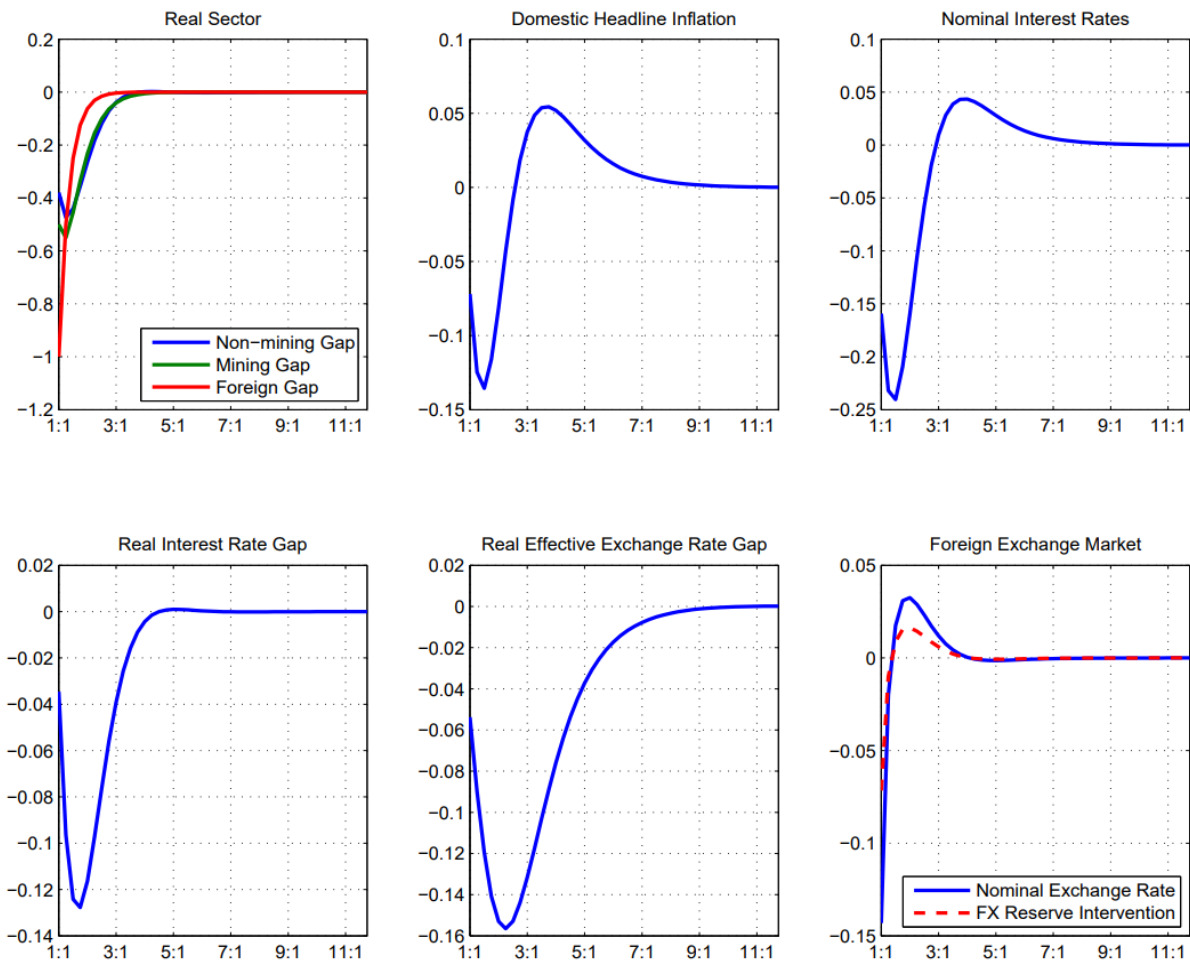 Real Sector
0.2
0
−0.2
−0.4
−0.6
−0.8
−1
−1.2
1:1 3:1 5:1 7:1 9:1 11:1
Non−mining Gap
Mining Gap
Foreign Gap
Domestic Headline Inflation
0.1
0.05
0
−0.05
−0.1
−0.15
1:1 3:1 5:1 7:1 9:1 11:1
Nominal Interest Rates
0.1
0.05
0
−0.05
−0.1
−0.15
−0.2
−0.25
1:1 3:1 5:1 7:1 9:1 11:1
Real Interest Rate Gap
0.02
0
−0.02
−0.04
−0.06
−0.08
−0.1
−0.12
−0.14
1:1 3:1 5:1 7:1 9:1 11:1
Real Effective Exchange Rate Gap
0.02
0
−0.02
−0.04
−0.06
−0.08
−0.1
−0.12
−0.14
−0.16
1:1 3:1 5:1 7:1 9:1 11:1
Foreign Exchange Market
0.05
0
−0.05
−0.1
−0.15
1:1 3:1 5:1 7:1 9:1 11:1
Nominal Exchange Rate
FX Reserve Intervention